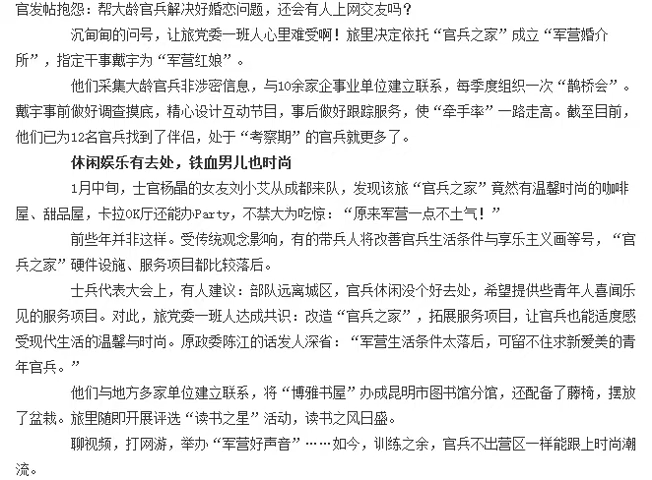 官发帖抱怨：帮大龄官兵解决好婚恋问题，还会有人上网交友吗？
沉甸甸的问号，让旅党委一班人心里难受啊！旅里决定依托“官兵之家”成立“军营婚介
所”，指定干事戴宇为“军营红娘”。
他们采集大龄官兵非涉密信息，与10余家企事业单位建立联系，每季度组织一次“鹊桥会”。
戴宇事前做好调查摸底，精心设计互动节目，事后做好跟踪服务，使“牵手率”一路走高。截至目前，
他们已为12名官兵找到了伴侣，处于“考察期”的官兵就更多了。
休闲娱乐有去处，铁血男儿也时尚
1月中旬，士官杨晶的女友刘小艾从成都来队，发现该旅“官兵之家”竟然有温馨时尚的咖啡
屋、甜品屋，卡拉OK厅还能办Party，不禁大为吃惊：“原来军营一点不土气！”
前些年并非这样。受传统观念影响，有的带兵人将改善官兵生活条件与享乐主义画等号，“官
兵之家”硬件设施、服务项目都比较落后。
士兵代表大会上，有人建议：部队远离城区，官兵休闲没个好去处，希望提供些青年人喜闻乐
见的服务项目。对此，旅党委一班人达成共识：改造“官兵之家”，拓展服务项目，让官兵也能适度感
受现代生活的温馨与时尚。原政委陈江的话发人深省：“军营生活条件太落后，可留不住求新爱美的青
年官兵。”
他们与地方多家单位建立联系，将“博雅书屋”办成昆明市图书馆分馆，还配备了藤椅，摆放
了盆栽。旅里随即开展评选“读书之星”活动，读书之风日盛。
聊视频，打网游，举办“军营好声音”……如今，训练之余，官兵不出营区一样能跟上时尚潮
流。